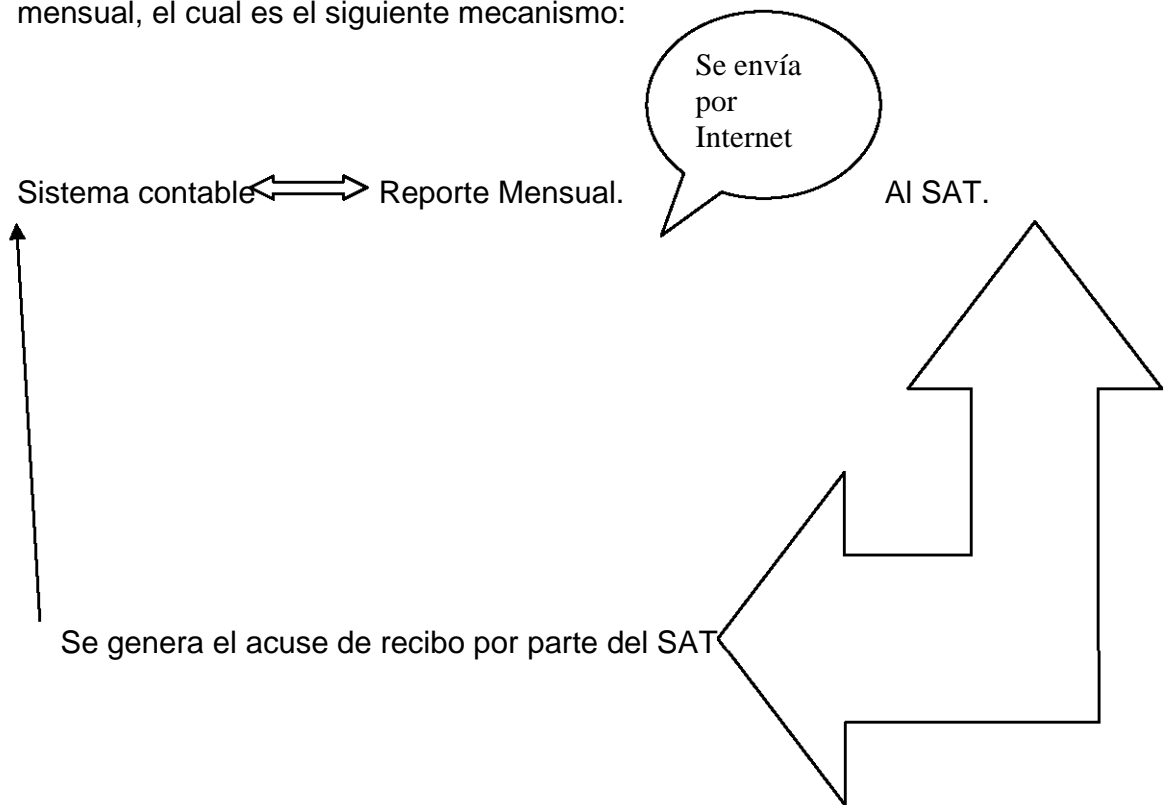 mensual, el cual es el siguiente mecanismo:
Se envía
por
Internet
Sistema contable Reporte Mensual. Al SAT.
Se genera el acuse de recibo por parte del SAT